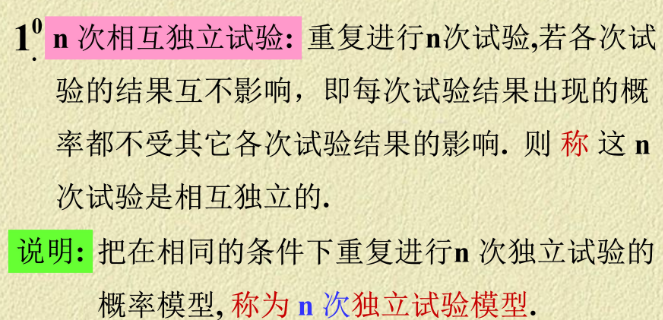 1⁰. n 次相互独立试验: 重复进行n次试验,若各次试
验的结果互不影响，即每次试验结果出现的概
率都不受其它各次试验结果的影响. 则 称 这 n
次试验是相互独立的.
说明: 把在相同的条件下重复进行n 次独立试验的
概率模型, 称为 n 次独立试验模型.